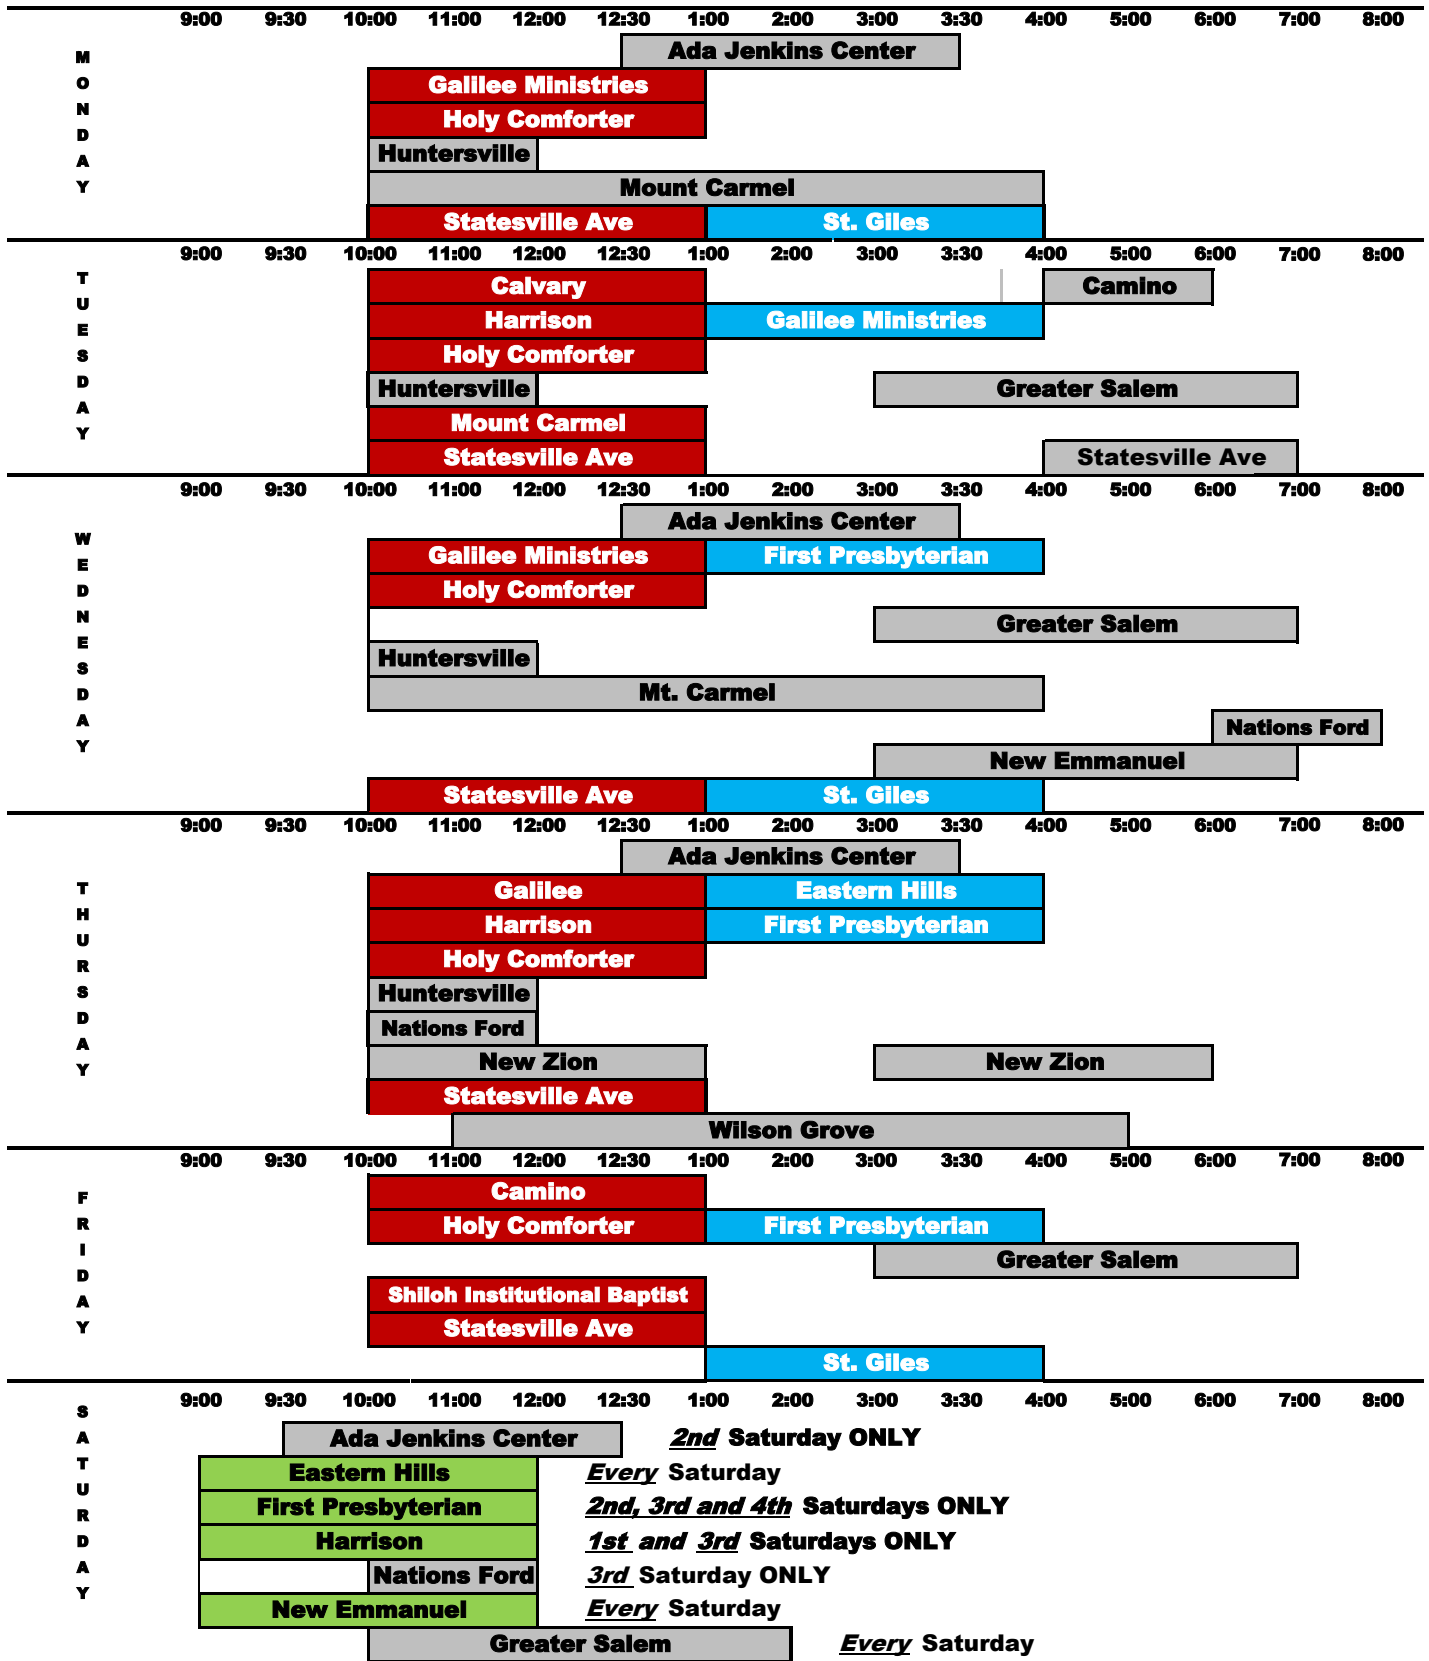 9:00 9:30 10:00 11:00 12:00 12:30 1:00 2:00 3:00 3:30 4:00 5:00 6:00 7:00 8:00
MONDAY
Ada Jenkins Center
Galilee Ministries
Holy Comforter
Huntersville
Mount Carmel
Statesville Ave St. Giles
9:00 9:30 10:00 11:00 12:00 12:30 1:00 2:00 3:00 3:30 4:00 5:00 6:00 7:00 8:00
TUESDAY
Calvary Camino
Harrison Galilee Ministries
Holy Comforter
Huntersville Greater Salem
Mount Carmel
Statesville Ave Statesville Ave
9:00 9:30 10:00 11:00 12:00 12:30 1:00 2:00 3:00 3:30 4:00 5:00 6:00 7:00 8:00
WEDNESDAY
Ada Jenkins Center
Galilee Ministries First Presbyterian
Holy Comforter
Greater Salem
Huntersville
Mt. Carmel
Nations Ford
New Emmanuel
Statesville Ave St. Giles
9:00 9:30 10:00 11:00 12:00 12:30 1:00 2:00 3:00 3:30 4:00 5:00 6:00 7:00 8:00
THURSDAY
Ada Jenkins Center
Galilee Eastern Hills
Harrison First Presbyterian
Holy Comforter
Huntersville
Nations Ford
New Zion New Zion
Statesville Ave
Wilson Grove
9:00 9:30 10:00 11:00 12:00 12:30 1:00 2:00 3:00 3:30 4:00 5:00 6:00 7:00 8:00
FRIDAY
Camino
Holy Comforter First Presbyterian
Greater Salem
Shiloh Institutional Baptist
Statesville Ave
St. Giles
9:00 9:30 10:00 11:00 12:00 12:30 1:00 2:00 3:00 3:30 4:00 5:00 6:00 7:00 8:00
SATURDAY
Ada Jenkins Center 2nd Saturday ONLY
Eastern Hills Every Saturday
First Presbyterian 2nd, 3rd and 4th Saturdays ONLY
Harrison 1st and 3rd Saturdays ONLY
Nations Ford 3rd Saturday ONLY
New Emmanuel Every Saturday
Greater Salem Every Saturday